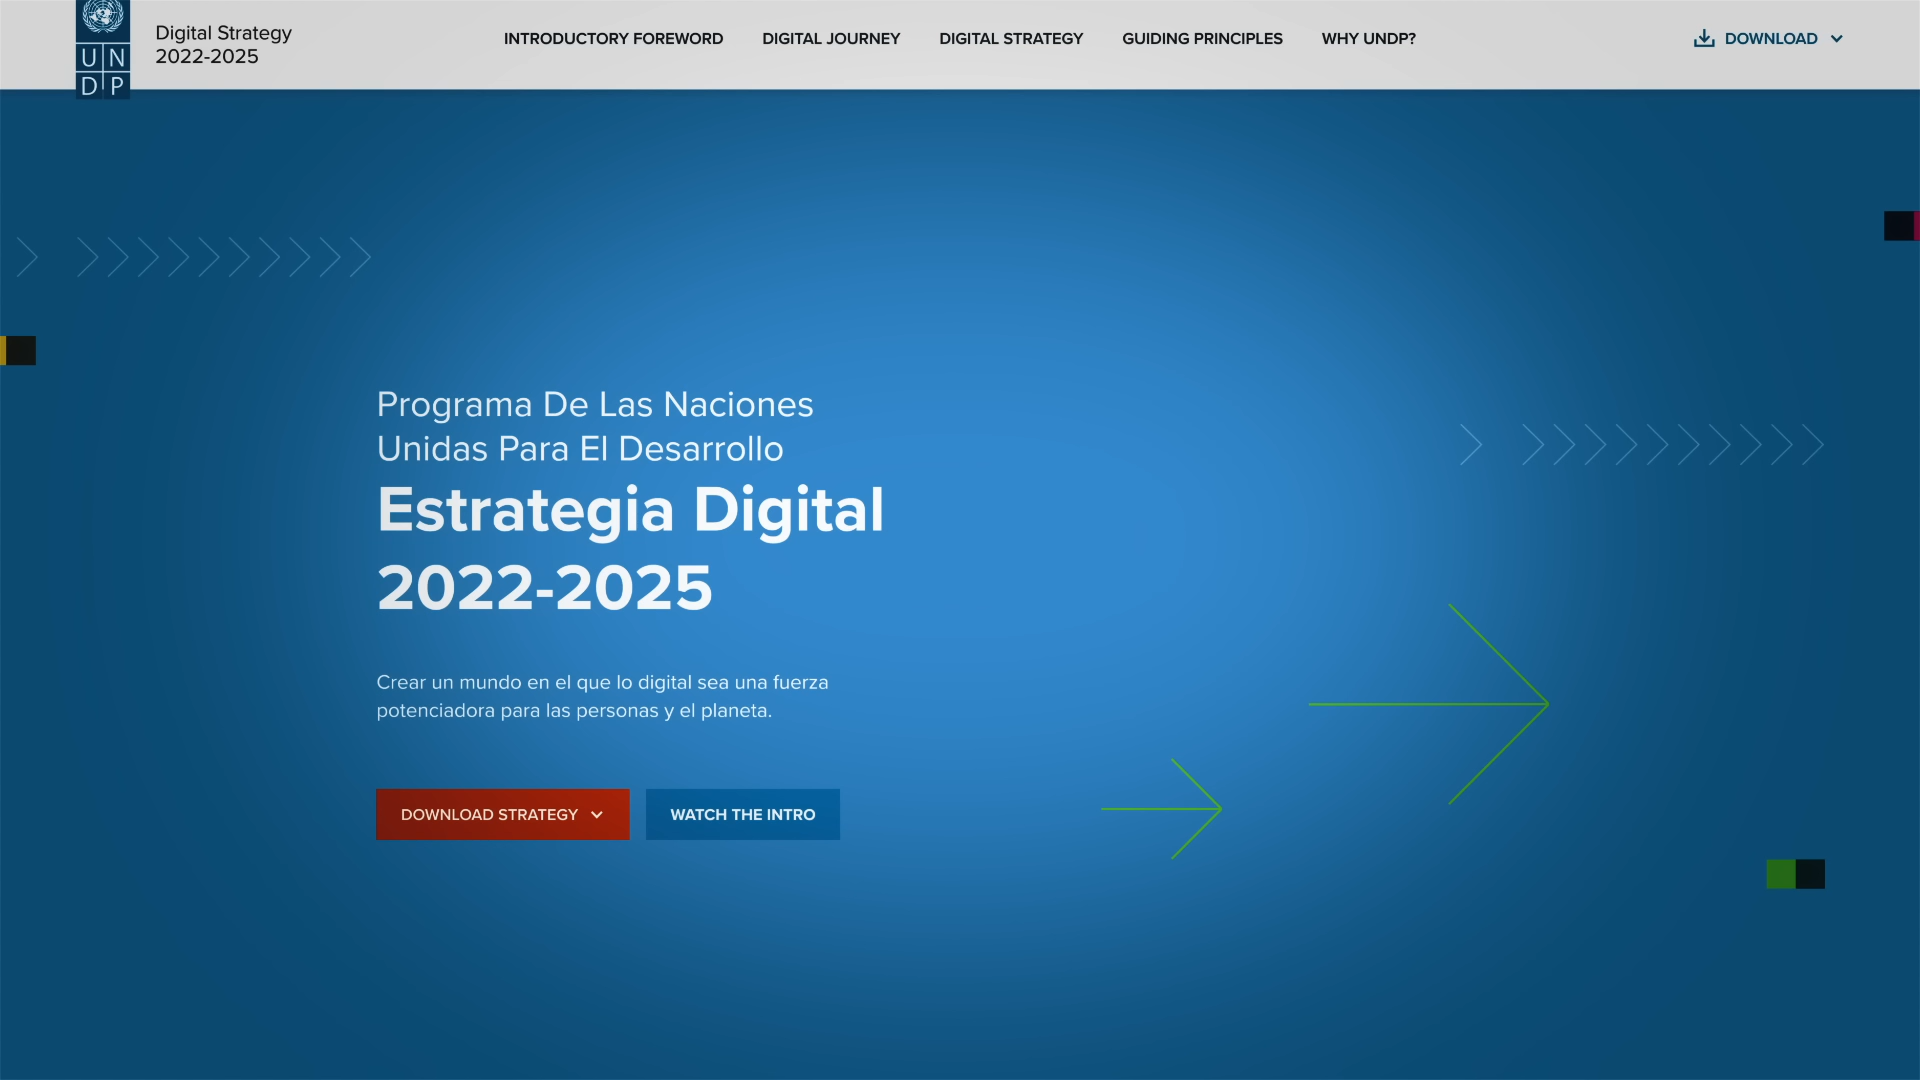 U N
D P
Digital Strategy
2022-2025
INTRODUCTORY FOREWORD
DIGITAL JOURNEY
DIGITAL STRATEGY
GUIDING PRINCIPLES
WHY UNDP?
DOWNLOAD
Programa De Las Naciones
Unidas Para El Desarrollo
Estrategia Digital
2022-2025
Crear un mundo en el que lo digital sea una fuerza
potenciadora para las personas y el planeta.
DOWNLOAD STRATEGY
WATCH THE INTRO